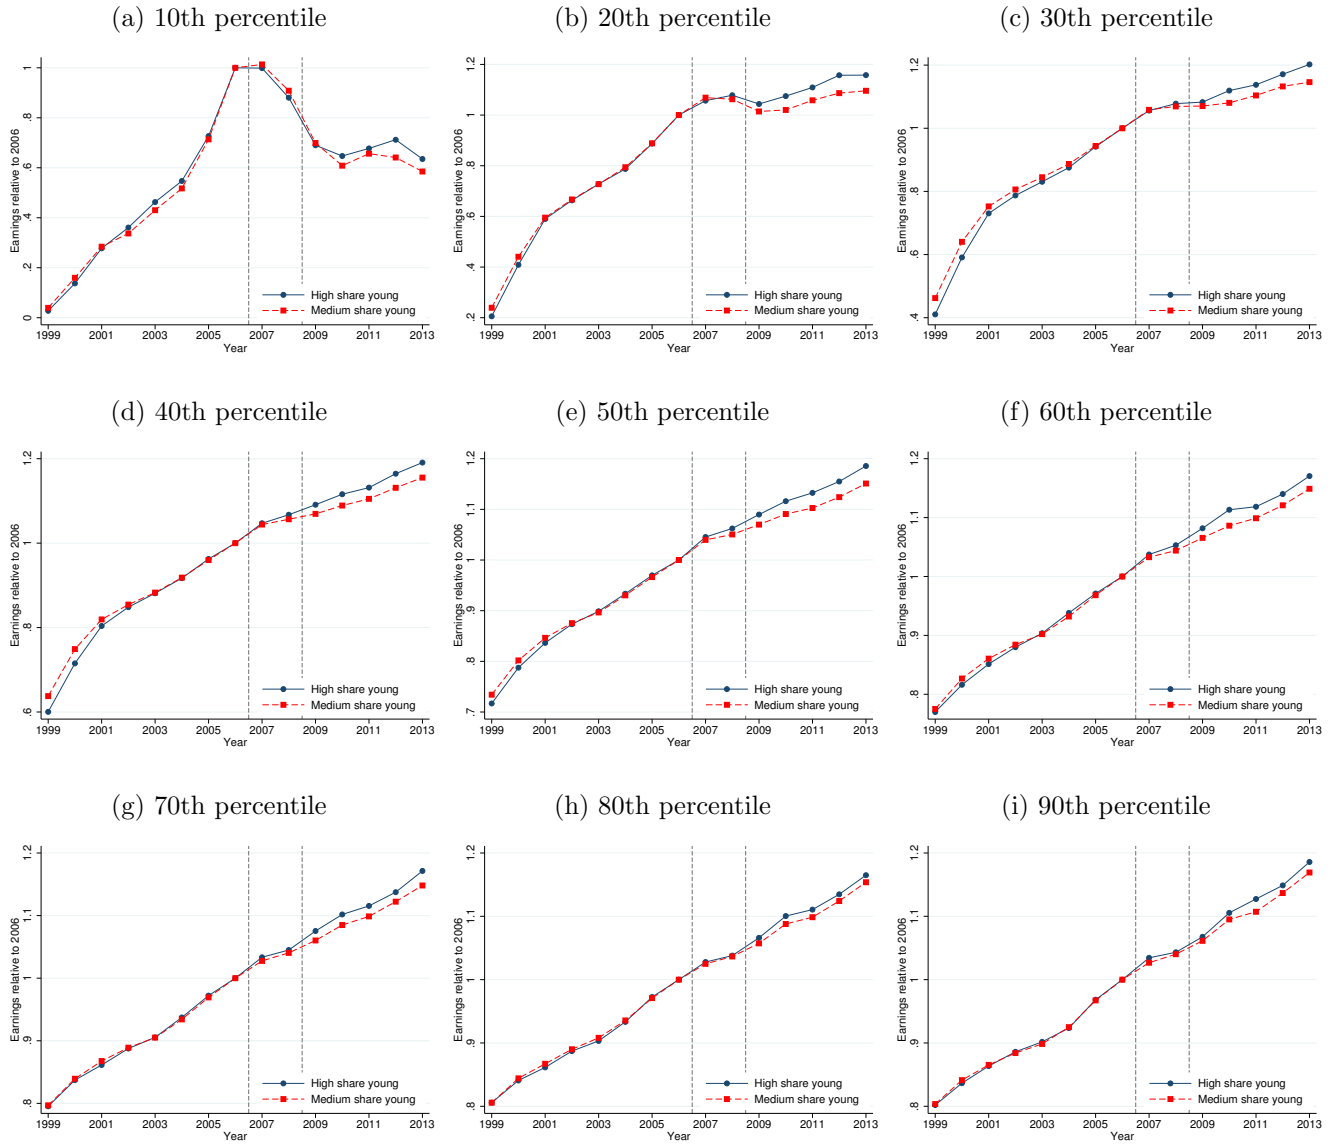 (a) 10th percentile
Earnings relative to 2006
1
.8
.6
.4
.2
0
High share young
Medium share young
1999 2001 2003 2005 2007 2009 2011 2013
Year
(b) 20th percentile
Earnings relative to 2006
1.2
1
.8
.6
.4
.2
High share young
Medium share young
1999 2001 2003 2005 2007 2009 2011 2013
Year
(c) 30th percentile
Earnings relative to 2006
1.2
1
.8
.6
.4
High share young
Medium share young
1999 2001 2003 2005 2007 2009 2011 2013
Year
(d) 40th percentile
Earnings relative to 2006
1.2
1
.8
.6
High share young
Medium share young
1999 2001 2003 2005 2007 2009 2011 2013
Year
(e) 50th percentile
Earnings relative to 2006
1.2
1.1
1
.9
.8
.7
High share young
Medium share young
1999 2001 2003 2005 2007 2009 2011 2013
Year
(f) 60th percentile
Earnings relative to 2006
1.2
1.1
1
.9
.8
High share young
Medium share young
1999 2001 2003 2005 2007 2009 2011 2013
Year
(g) 70th percentile
Earnings relative to 2006
1.2
1.1
1
.9
.8
High share young
Medium share young
1999 2001 2003 2005 2007 2009 2011 2013
Year
(h) 80th percentile
Earnings relative to 2006
1.2
1.1
1
.9
.8
High share young
Medium share young
1999 2001 2003 2005 2007 2009 2011 2013
Year
(i) 90th percentile
Earnings relative to 2006
1.2
1.1
1
.9
.8
High share young
Medium share young
1999 2001 2003 2005 2007 2009 2011 2013
Year